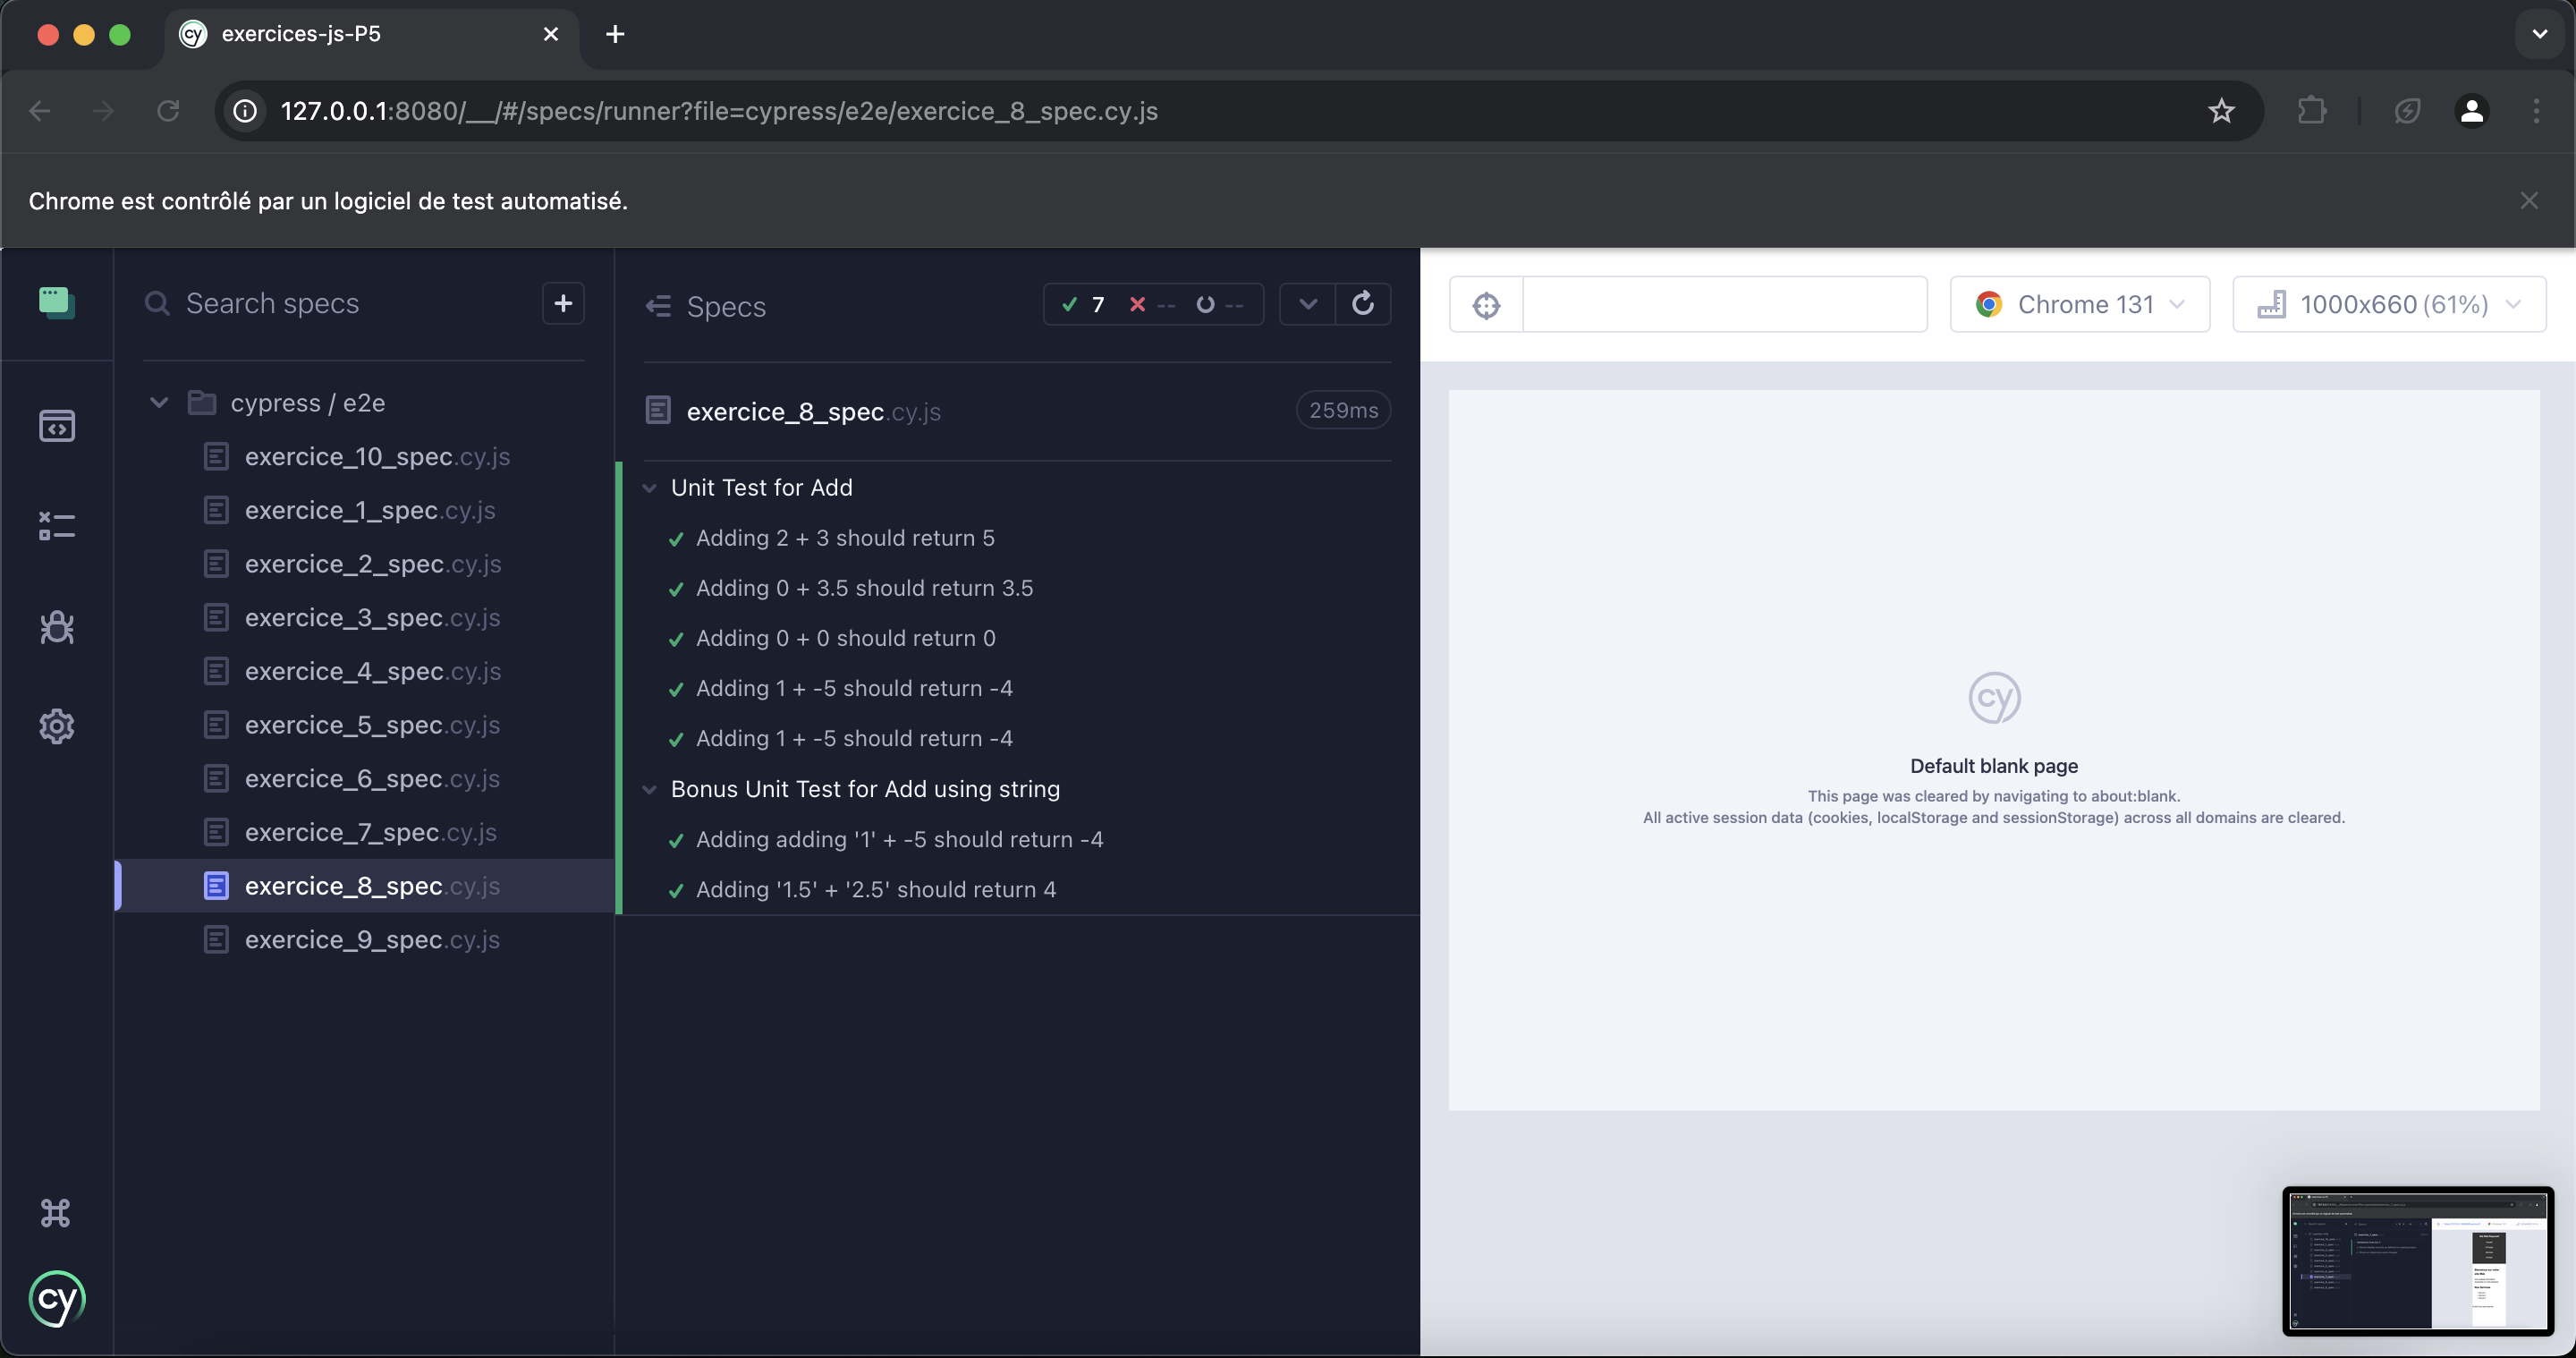 exercices-js-P5
127.0.0.1:8080/__/#/specs/runner?file=cypress/e2e/exercice_8_spec.cy.js
Chrome est contrôlé par un logiciel de test automatisé.
Search specs
cypress / e2e
exercice_10_spec.cy.js
exercice_1_spec.cy.js
exercice_2_spec.cy.js
exercice_3_spec.cy.js
exercice_4_spec.cy.js
exercice_5_spec.cy.js
exercice_6_spec.cy.js
exercice_7_spec.cy.js
exercice_8_spec.cy.js
exercice_9_spec.cy.js
cy
Specs
7 -- --
exercice_8_spec.cy.js 259ms
Unit Test for Add
Adding 2 + 3 should return 5
Adding 0 + 3.5 should return 3.5
Adding 0 + 0 should return 0
Adding 1 + -5 should return -4
Adding 1 + -5 should return -4
Bonus Unit Test for Add using string
Adding adding '1' + -5 should return -4
Adding '1.5' + '2.5' should return 4
Chrome 131
1000x660 (61%)
cy
Default blank page
This page was cleared by navigating to about:blank.
All active session data (cookies, localStorage and sessionStorage) across all domains are cleared.